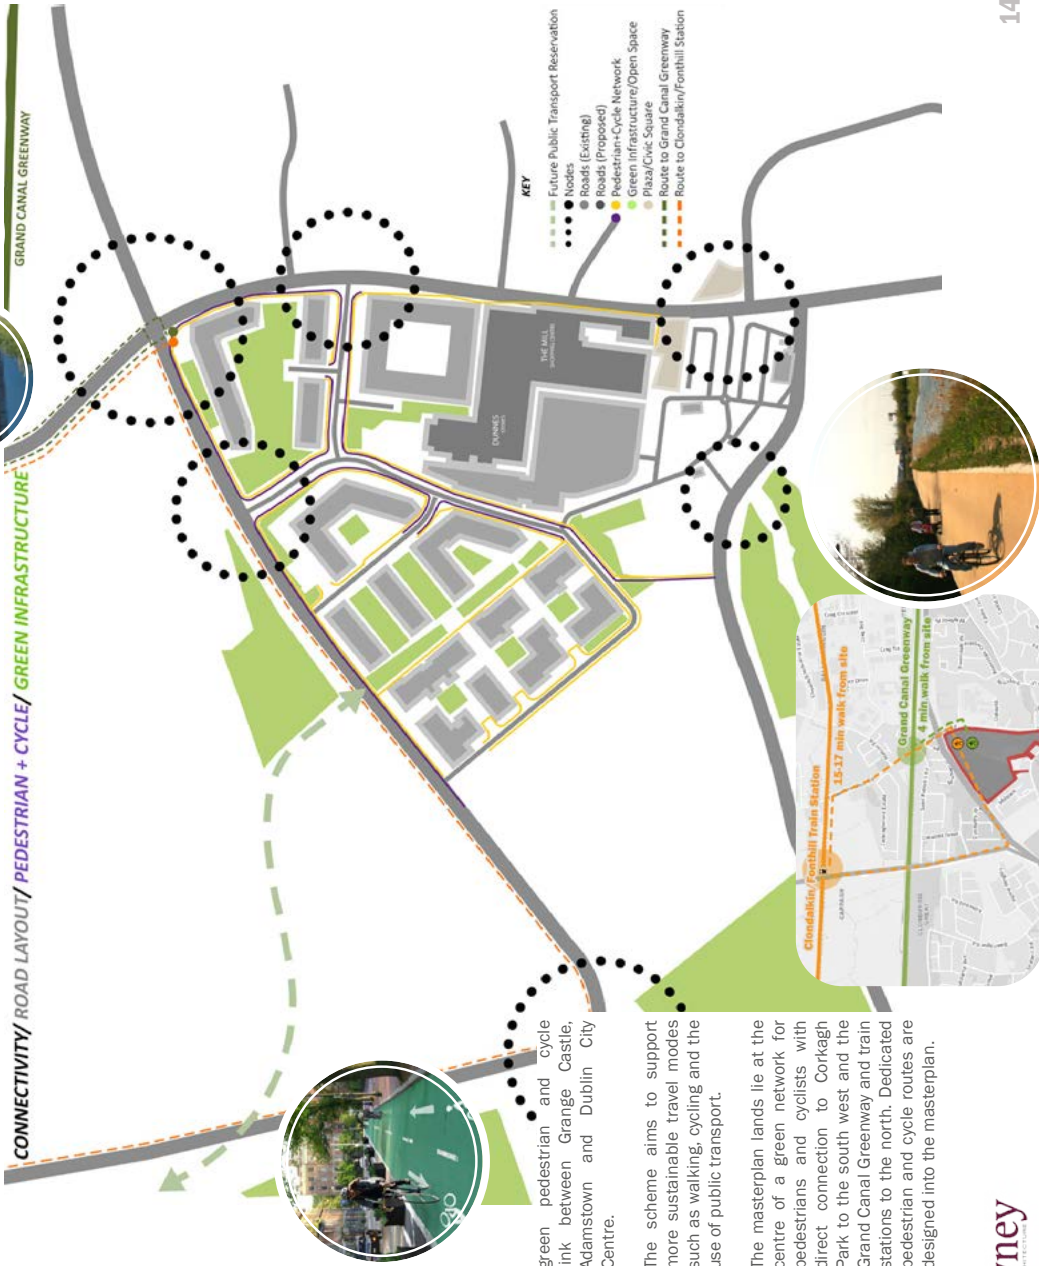 CONNECTIVITY/ ROAD LAYOUT/ PEDESTRIAN + CYCLE/ GREEN INFRASTRUCTURE
GRAND CANAL GREENWAY
KEY
Future Public Transport Reservation
Nodes
Roads (Existing)
Roads (Proposed)
Pedestrian+Cycle Network
Green Infrastructure/Open Space
Plaza/Civic Square
Route to Grand Canal Greenway
Route to Clondalkin/Fonthill Station
THE MILL
SHOPPING CENTRE
DUNNES
STORES
Clondalkin/Fonthill Train Station
15-17 min walk from site
Grand Canal Greenway
4 min walk from site
green pedestrian and cycle
ink between Grange Castle,
Adamstown and Dublin City
Centre.
The scheme aims to support
more sustainable travel modes
such as walking, cycling and the
use of public transport.
The masterplan lands lie at the
centre of a green network for
pedestrians and cyclists with
direct connection to Corkagh
Park to the south west and the
Grand Canal Greenway and train
stations to the north. Dedicated
pedestrian and cycle routes are
designed into the masterplan.
ney
14